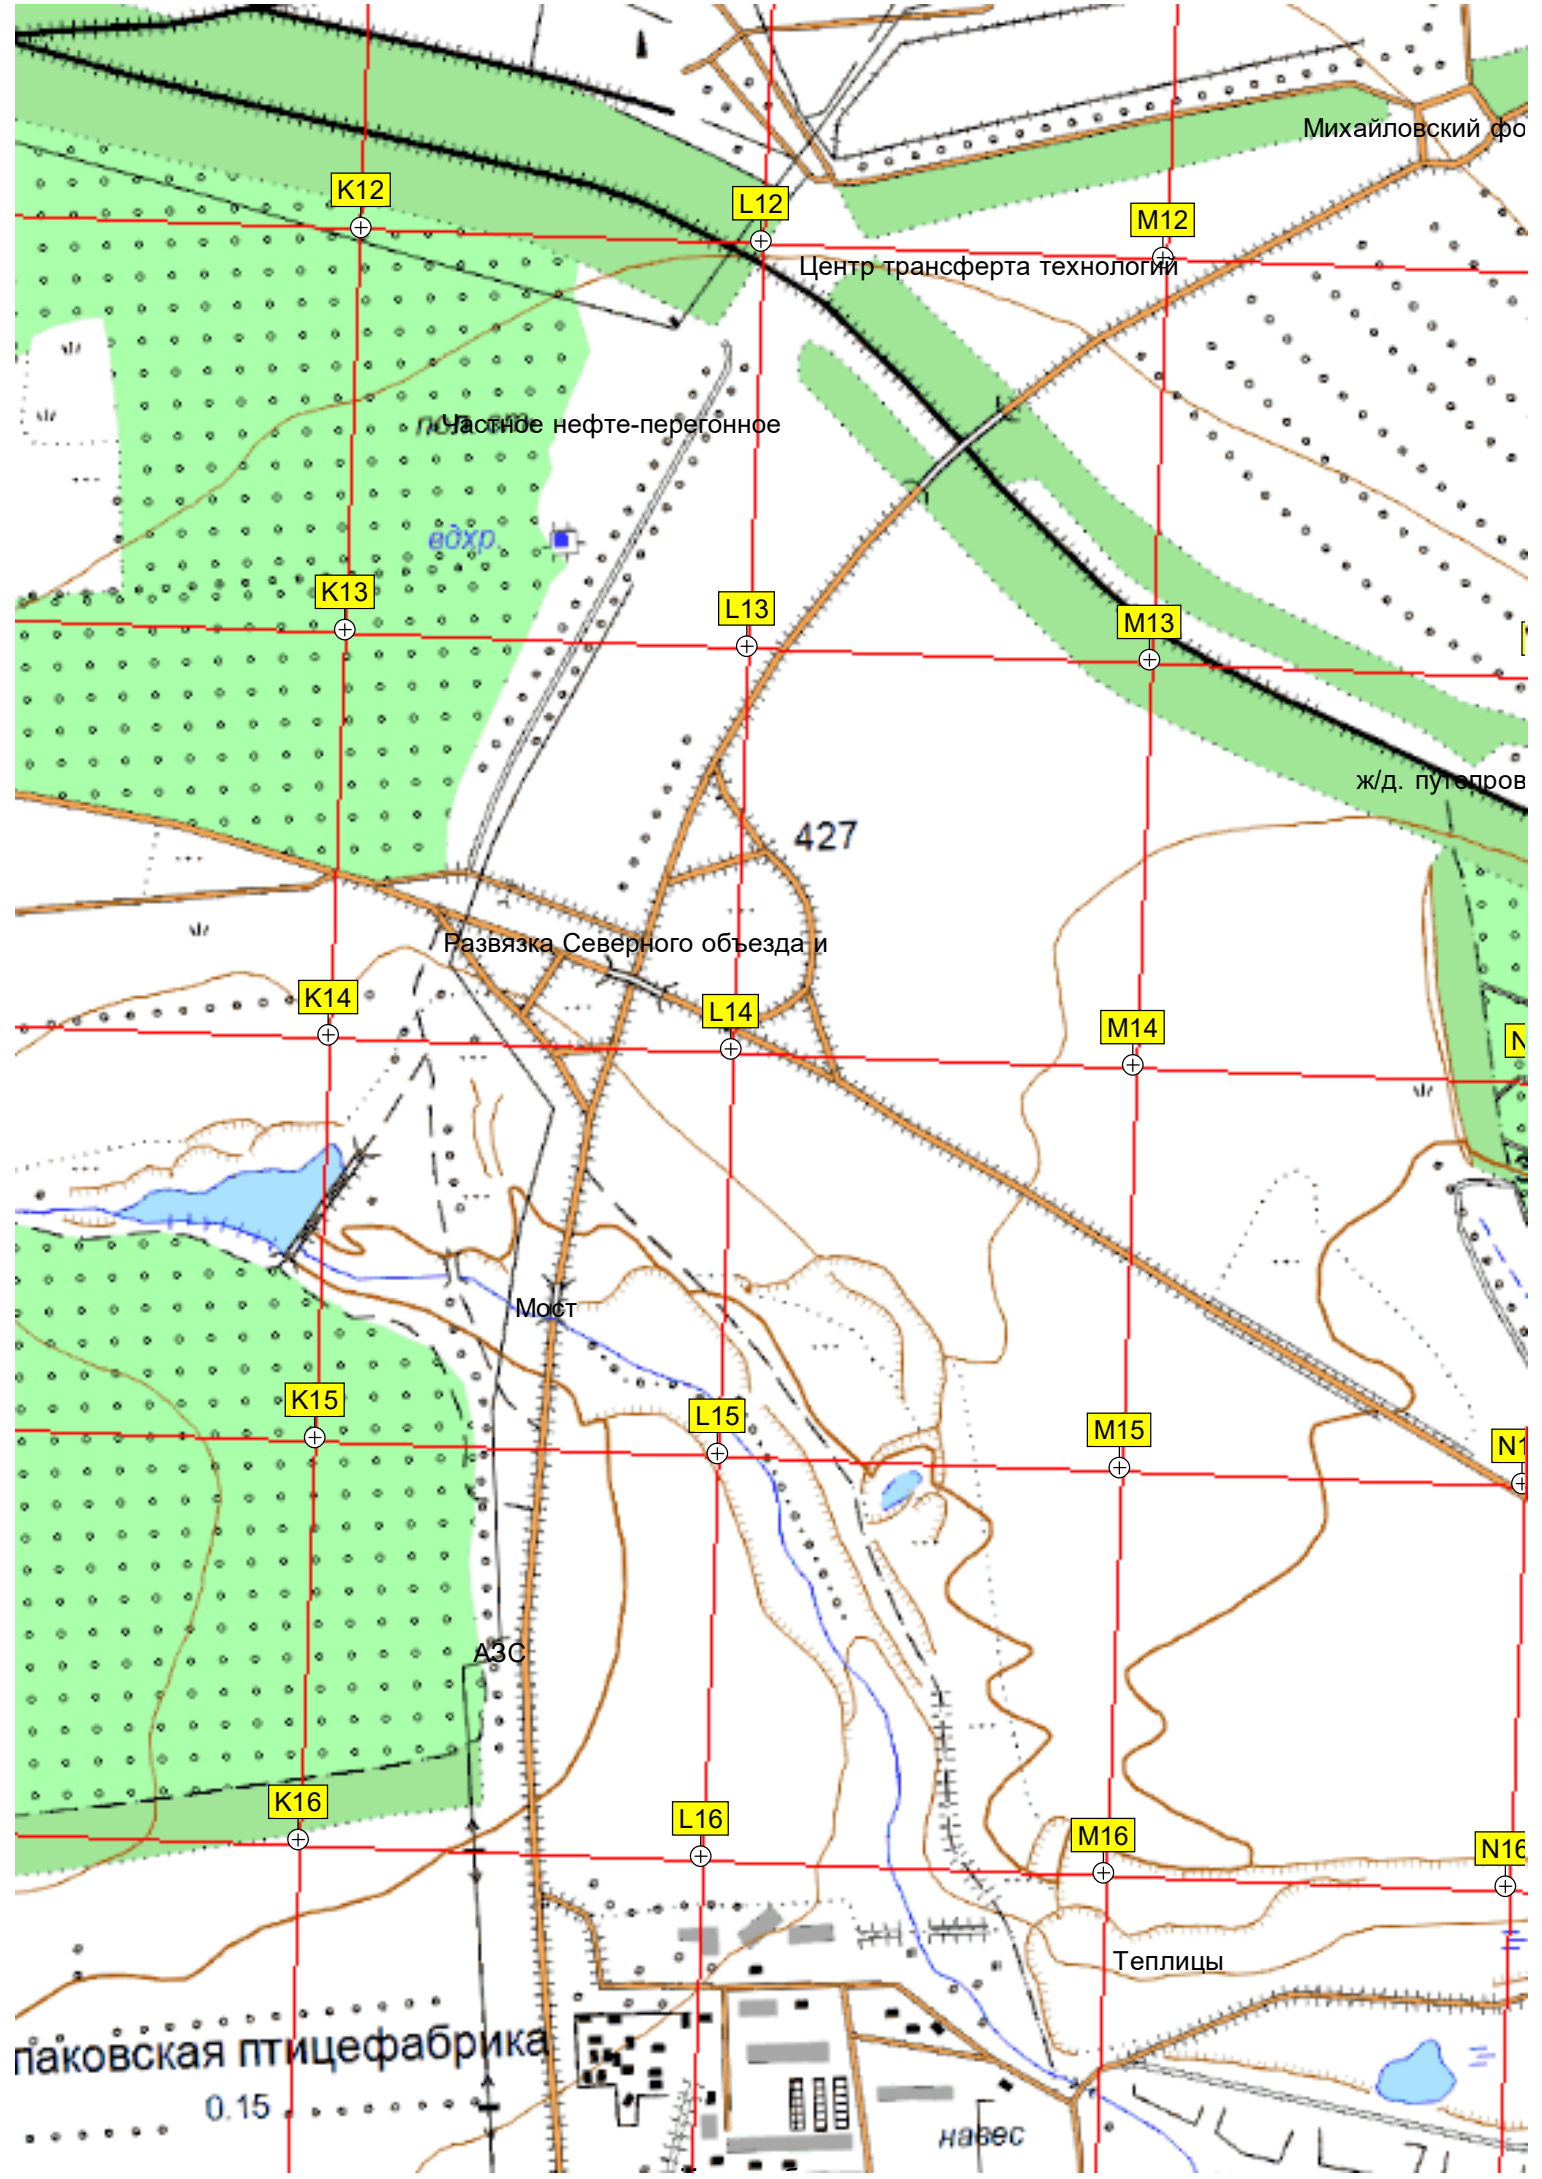 Михайловский фо
K12
L12
M12
Центр трансферта технологий
Частное нефте-перегонное
вдхр.
K13
L13
M13
ж/д. путепров
427
Развязка Северного объезда и
K14
L14
M14
N
Мост
K15
L15
M15
N1
АЗС
K16
L16
M16
N16
Теплицы
паковская птицефабрика
0.15
навес